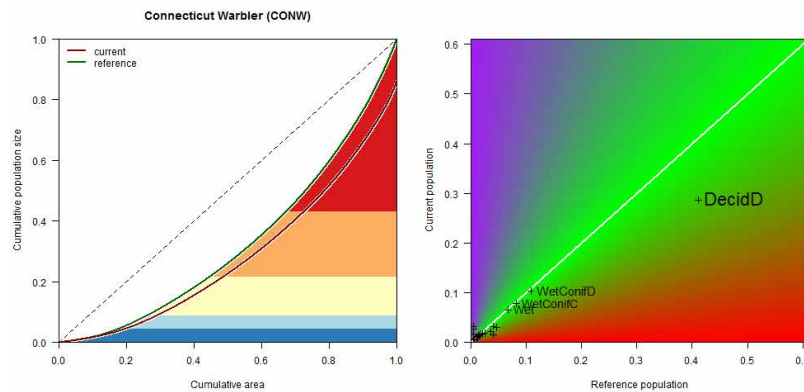 Connecticut Warbler (CONW)
current
reference
Cumulative population size
1.0
0.8
0.6
0.4
0.2
0.0
0.0 0.2 0.4 0.6 0.8 1.0
Cumulative area
Current population
0.6
0.5
0.4
0.3
0.2
0.1
0.0
DecidD
WetConifD
WetConifC
Wet
0.0 0.1 0.2 0.3 0.4 0.5 0.6
Reference population